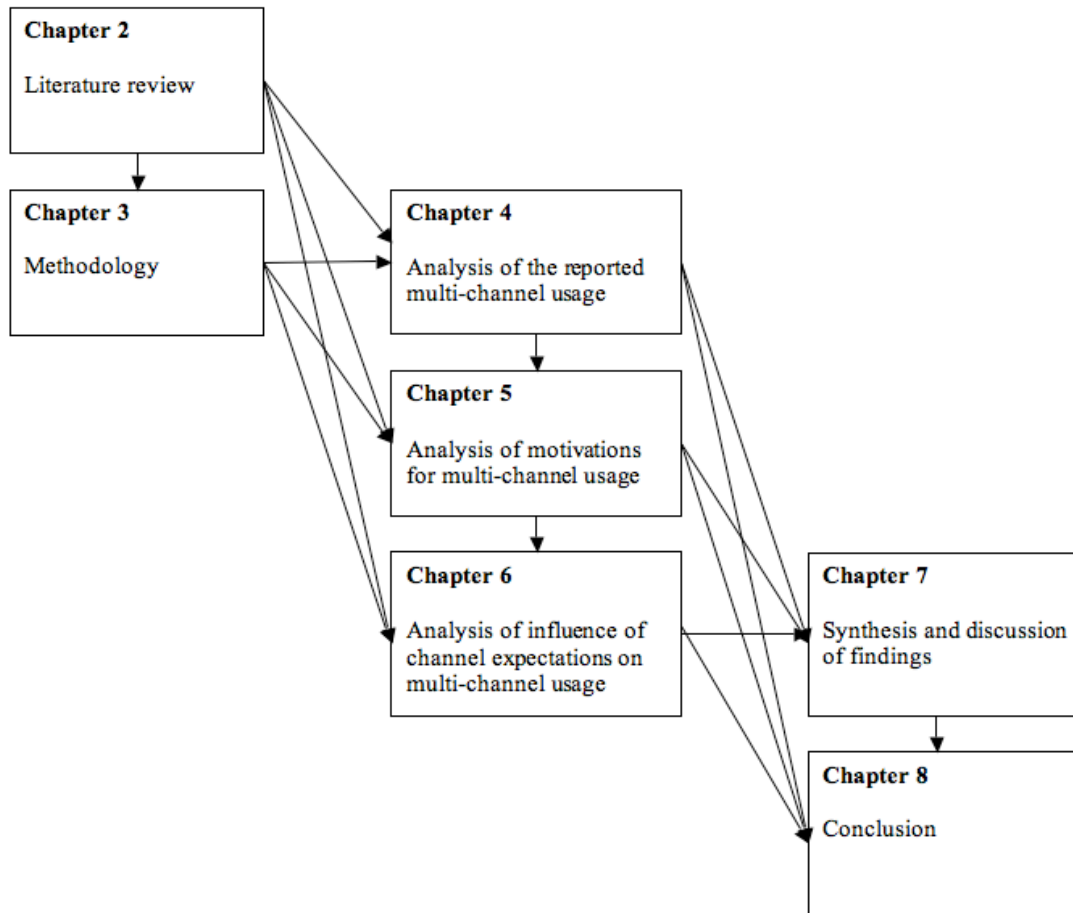 Chapter 2
Literature review
Chapter 3
Methodology
Chapter 4
Analysis of the reported
multi-channel usage
Chapter 5
Analysis of motivations
for multi-channel usage
Chapter 6
Analysis of influence of
channel expectations on
multi-channel usage
Chapter 7
Synthesis and discussion
of findings
Chapter 8
Conclusion